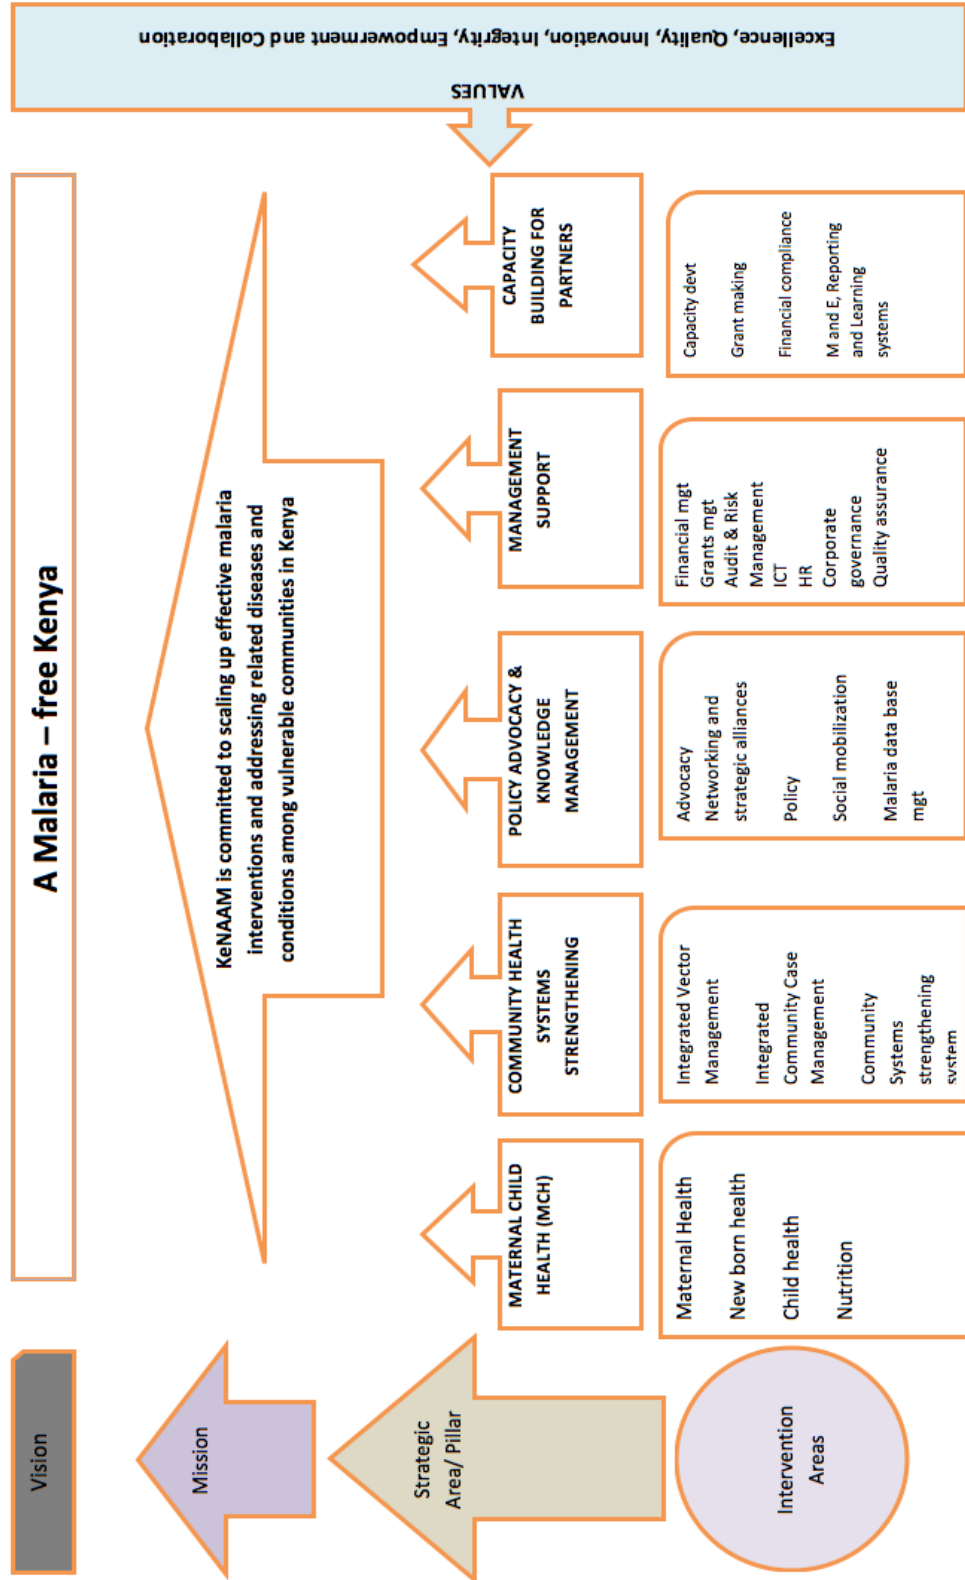 Vision
A Malaria – free Kenya
Mission
KeNAAM is committed to scaling up effective malaria
interventions and addressing related diseases and
conditions among vulnerable communities in Kenya
Strategic
Area/ Pillar
MATERNAL CHILD
HEALTH (MCH)
COMMUNITY HEALTH
SYSTEMS
STRENGTHENING
POLICY ADVOCACY &
KNOWLEDGE
MANAGEMENT
MANAGEMENT
SUPPORT
CAPACITY
BUILDING FOR
PARTNERS
Intervention
Areas
Maternal Health
New born health
Child health
Nutrition
Integrated Vector
Management
Integrated
Community Case
Management
Community
Systems
strengthening
system
Advocacy
Networking and
strategic alliances
Policy
Social mobilization
Malaria data base
mgt
Financial mgt
Grants mgt
Audit & Risk
Management
ICT
HR
Corporate
governance
Quality assurance
Capacity devt
Grant making
Financial compliance
M and E, Reporting
and Learning
systems
VALUES
Excellence, Quality, Innovation, Integrity, Empowerment and Collaboration